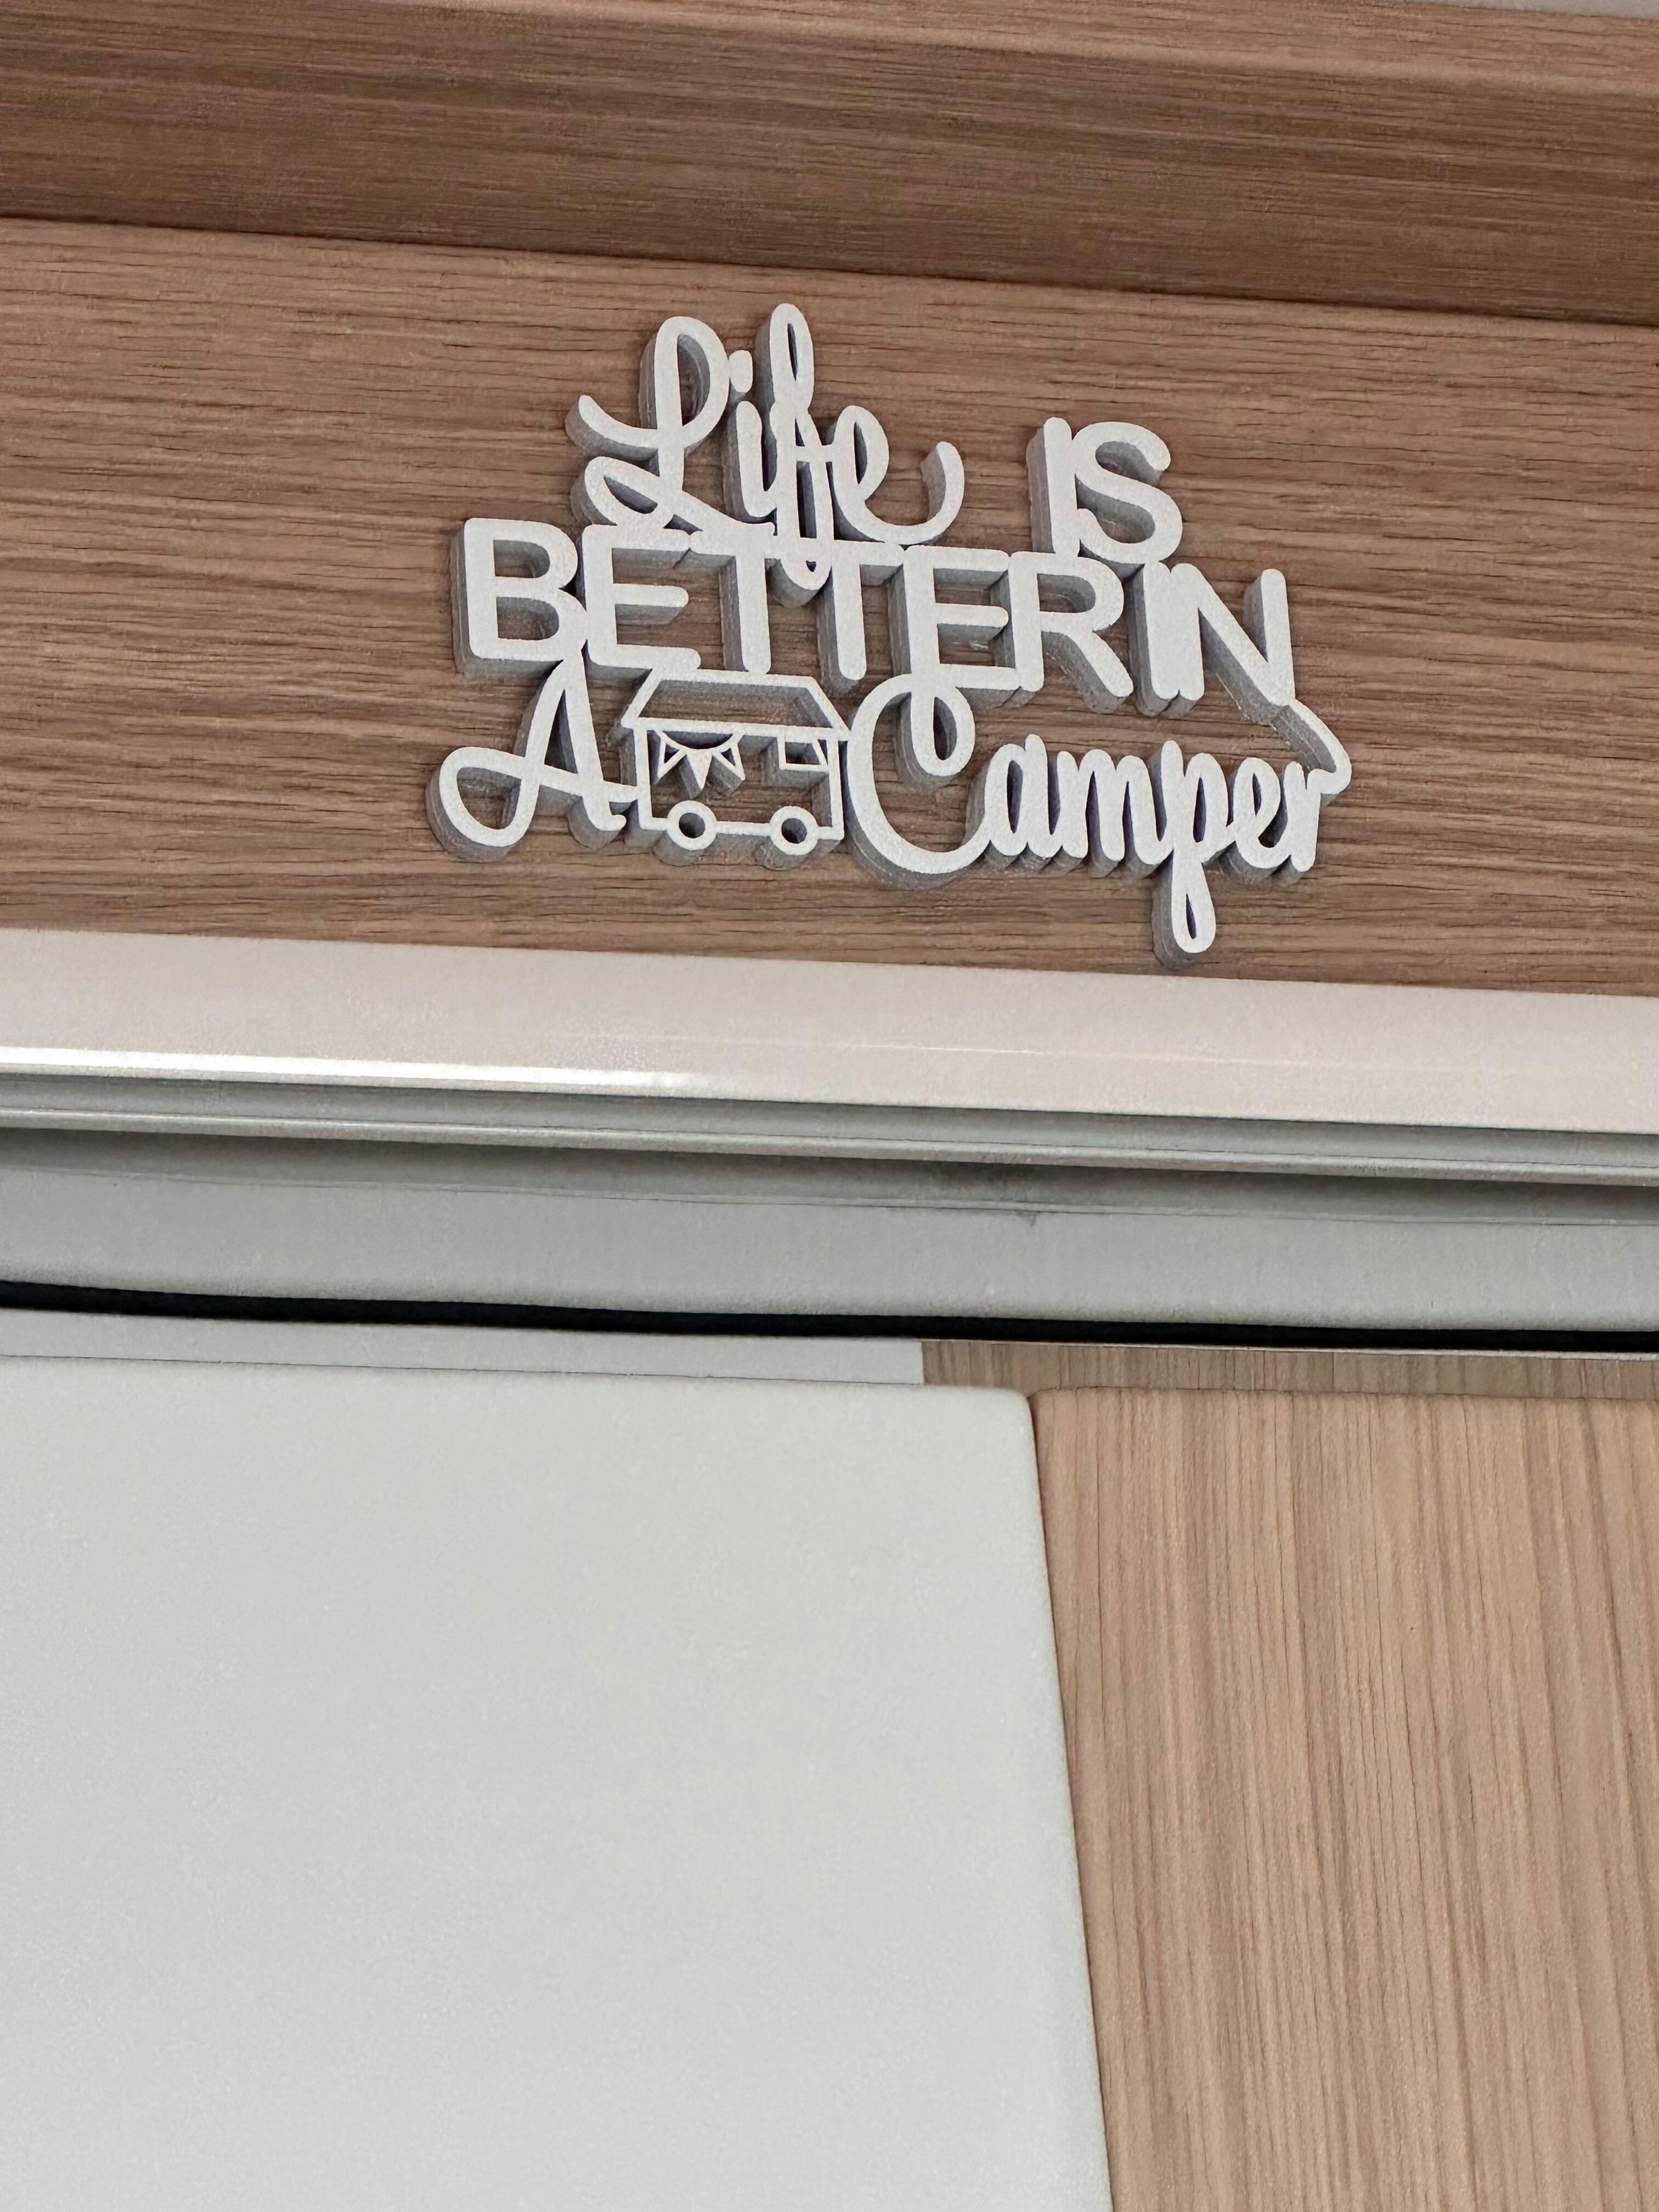 Life IS
BETTER IN
A Camper